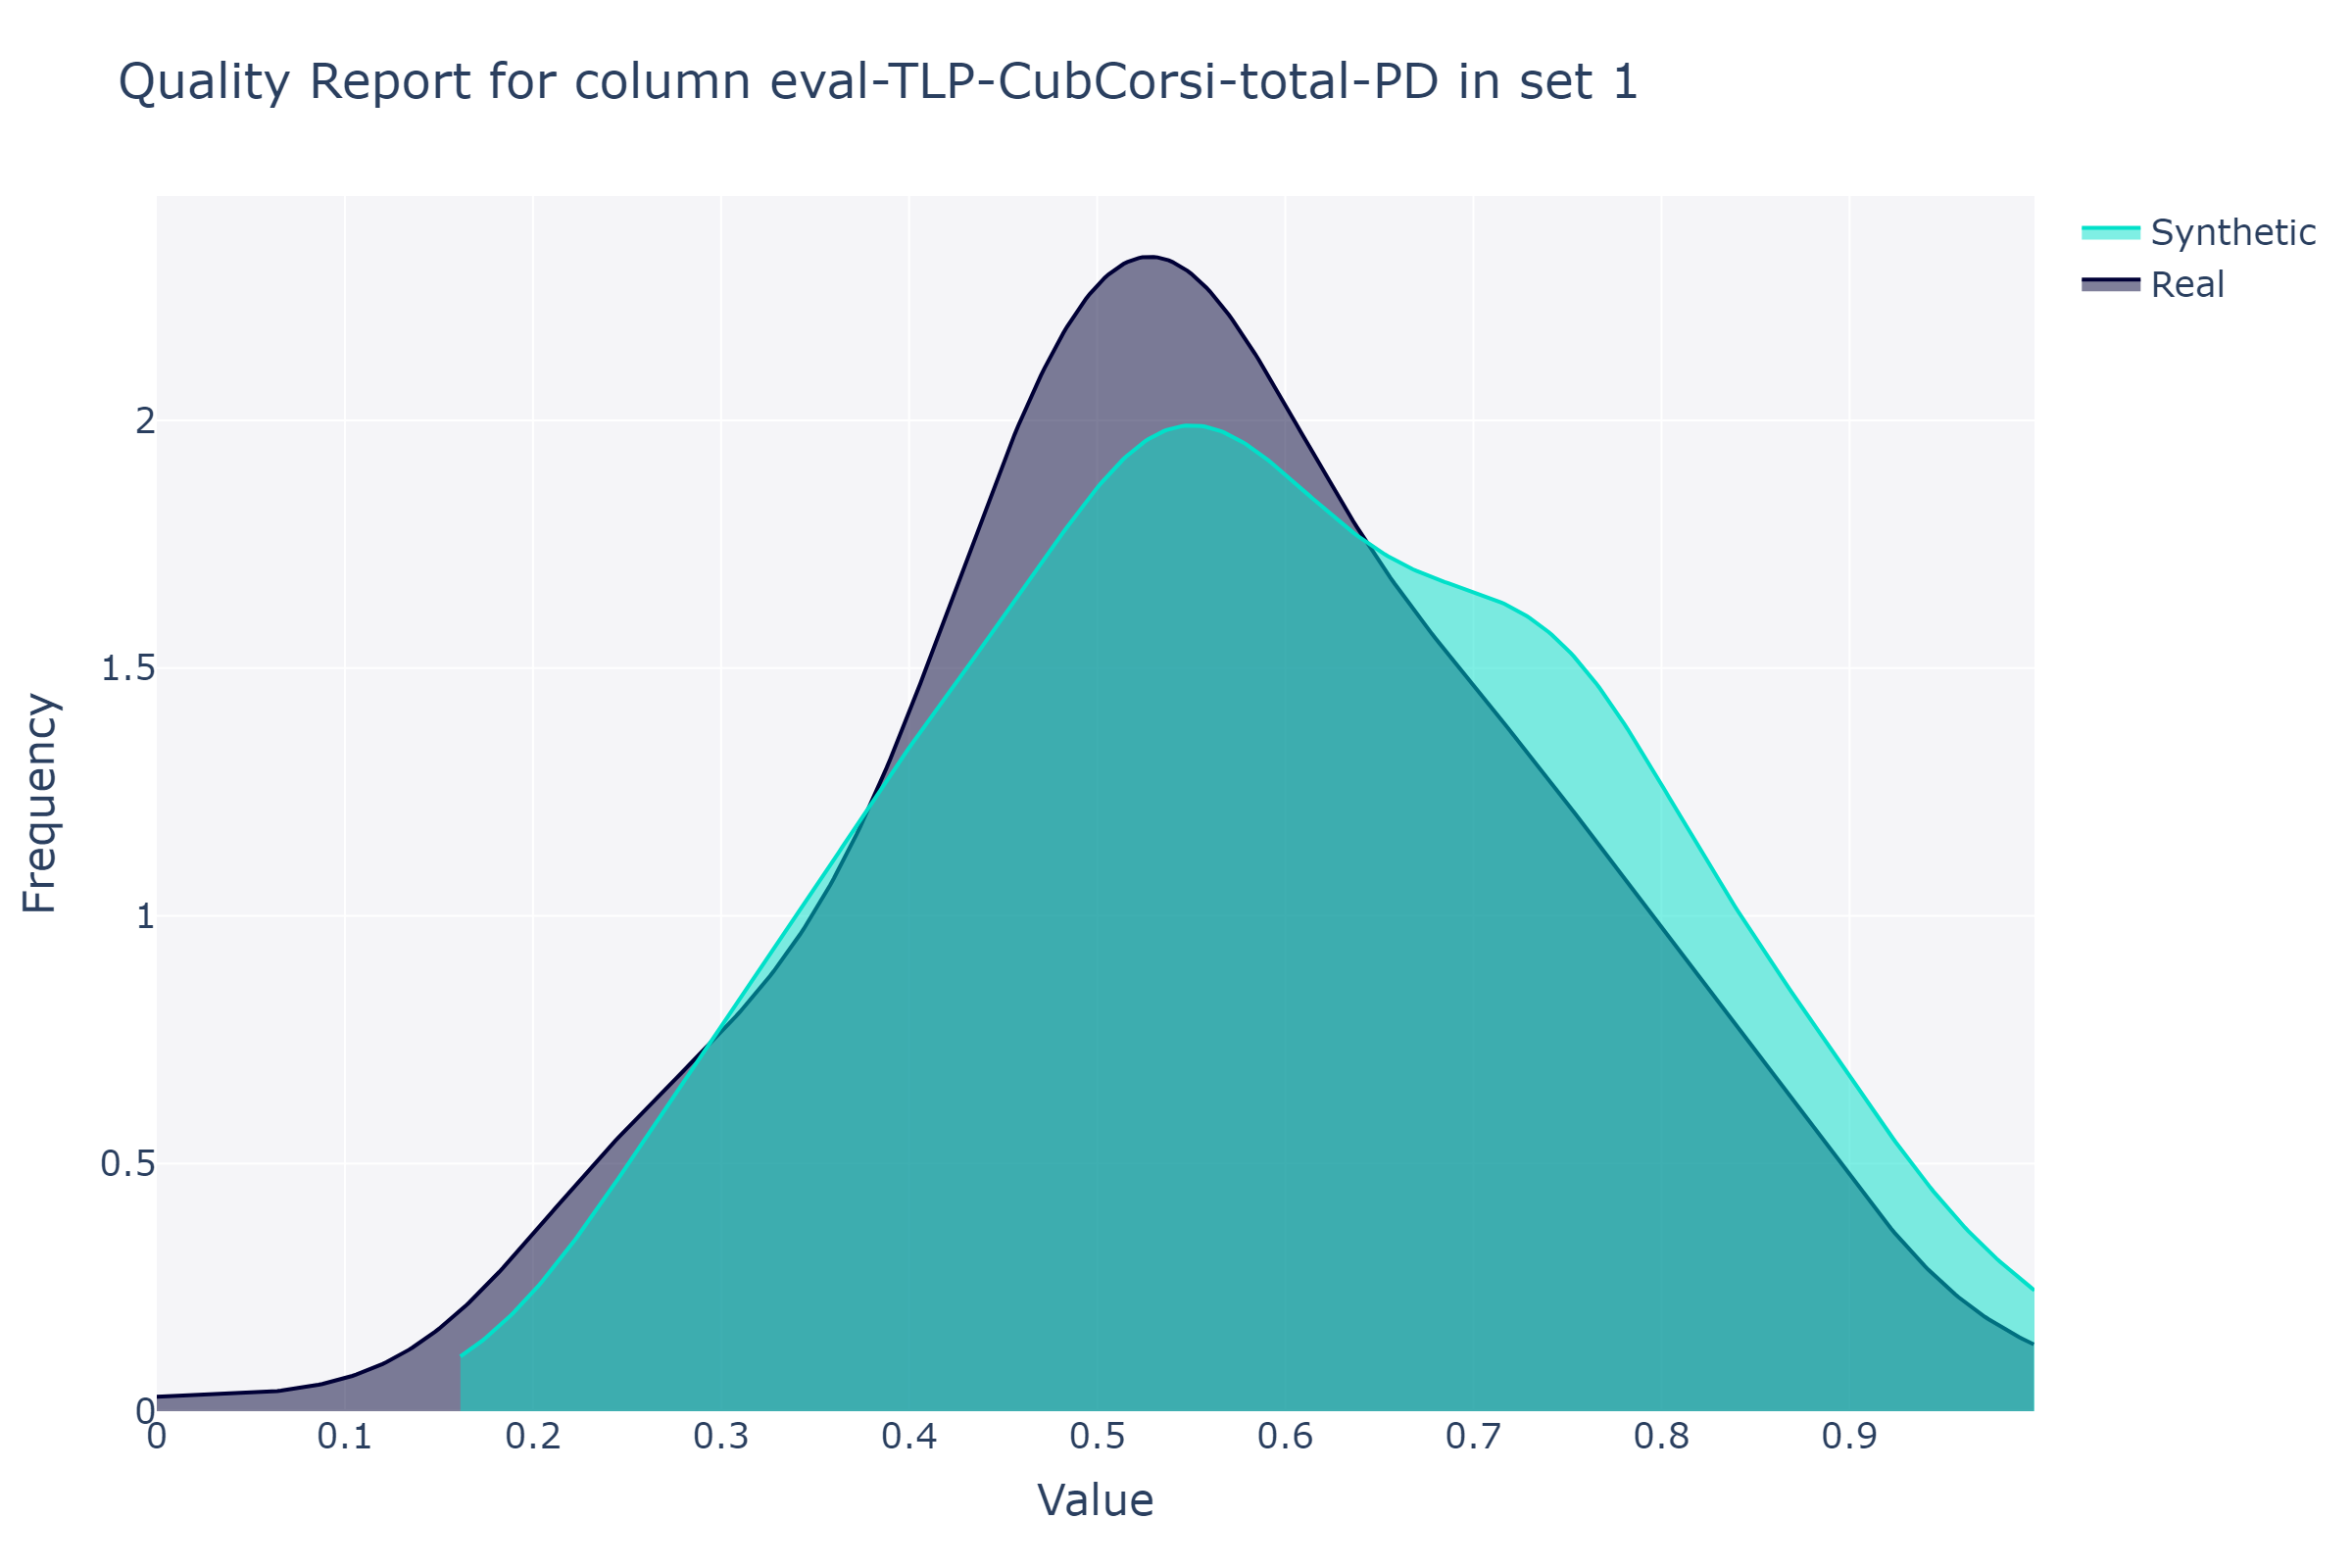 Quality Report for column eval-TLP-CubCorsi-total-PD in set 1
Synthetic
Real
2
1.5
1
0.5
0
0 0.1 0.2 0.3 0.4 0.5 0.6 0.7 0.8 0.9
Frequency
Value